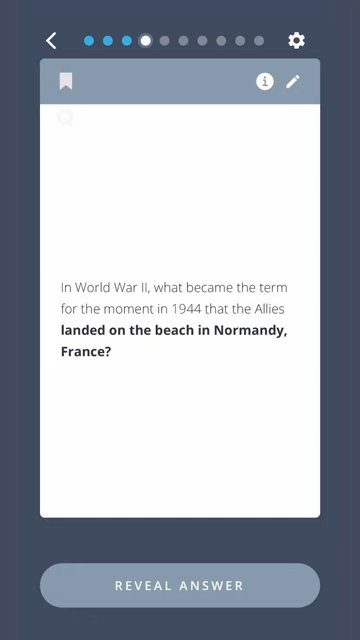 Q
In World War II, what became the term
for the moment in 1944 that the Allies
landed on the beach in Normandy,
France?
REVEAL ANSWER